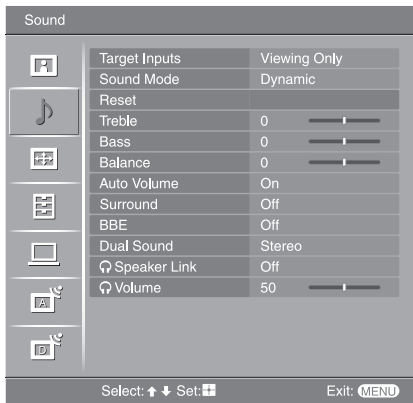 Sound
Target Inputs Viewing Only
Sound Mode Dynamic
Reset
Treble 0
Bass 0
Balance 0
Auto Volume On
Surround Off
BBE Off
Dual Sound Stereo
Speaker Link Off
Volume 50
A
D
Select: Set: Exit: MENU